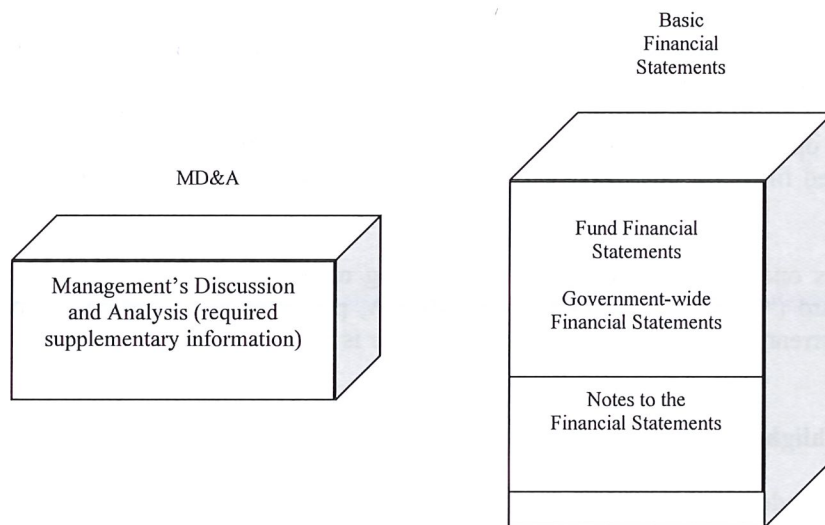 Basic
Financial
Statements
MD&A
Management's Discussion
and Analysis (required
supplementary information)
Fund Financial
Statements
Government-wide
Financial Statements
Notes to the
Financial Statements